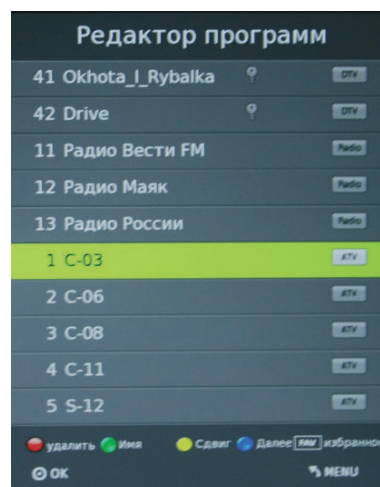 Редактор программ
41 Okhota_I_Rybalka DTV
42 Drive DTV
11 Радио Вести FM Radio
12 Радио Маяк Radio
13 Радио России Radio
1 C-03 ATV
2 C-06 ATV
3 C-08 ATV
4 C-11 ATV
5 S-12 ATV
удалить Имя Сдвиг Далее FAV избранное
OK MENU